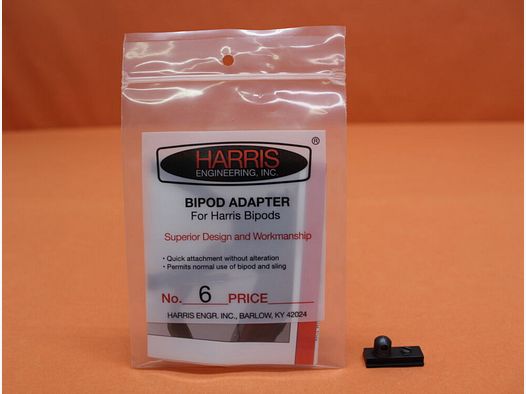 HARRIS
ENGINEERING, INC.
®
BIPOD ADAPTER
For Harris Bipods
Superior Design and Workmanship
• Quick attachment without alteration
• Permits normal use of bipod and sling
No. 6 PRICE
HARRIS ENGR. INC., BARLOW, KY 42024